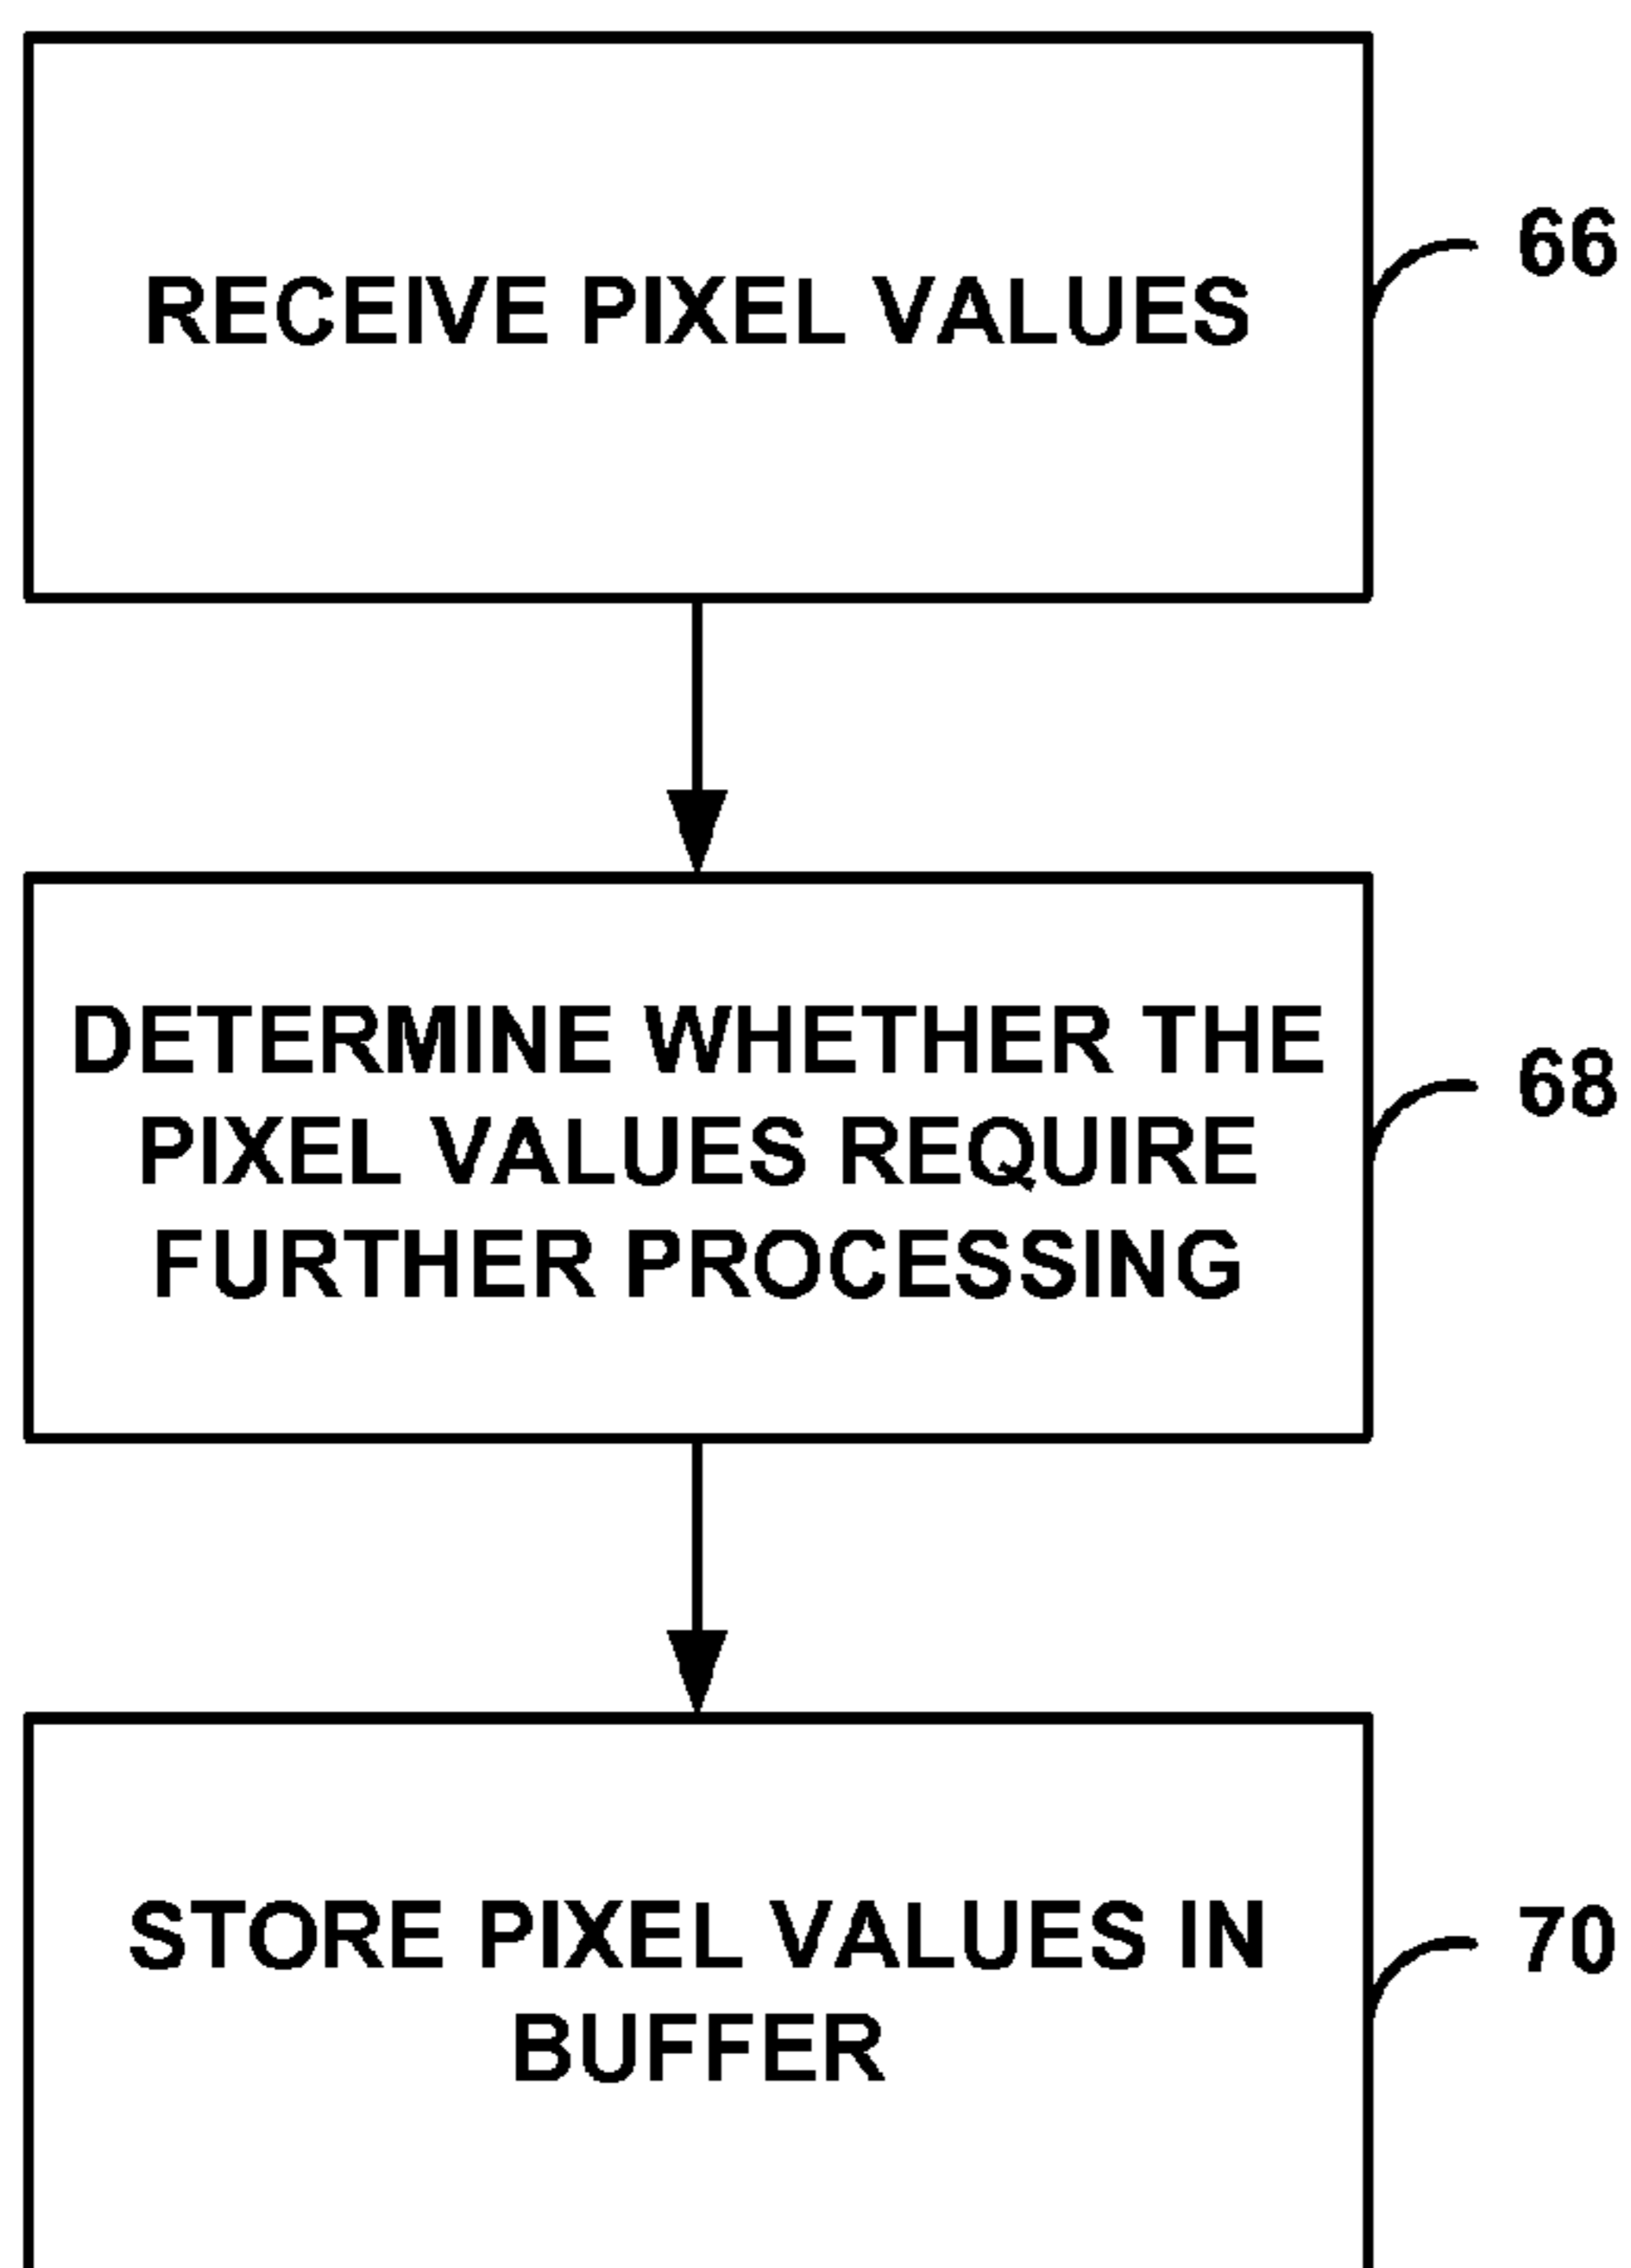 RECEIVE PIXEL VALUES
66
DETERMINE WHETHER THE
PIXEL VALUES REQUIRE
FURTHER PROCESSING
68
STORE PIXEL VALUES IN
BUFFER
70